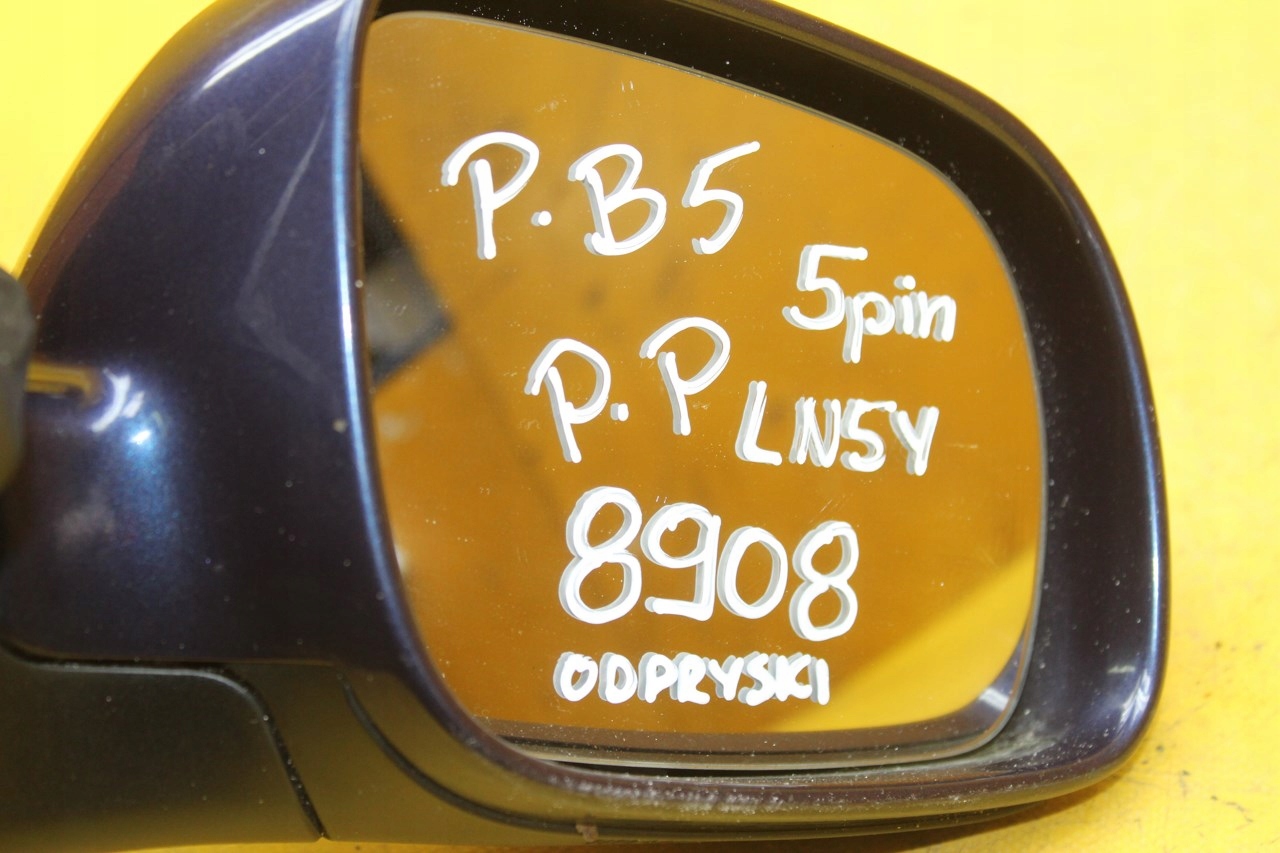 P.B5
5pin
P.P
LN5Y
8908
ODPRYSKI